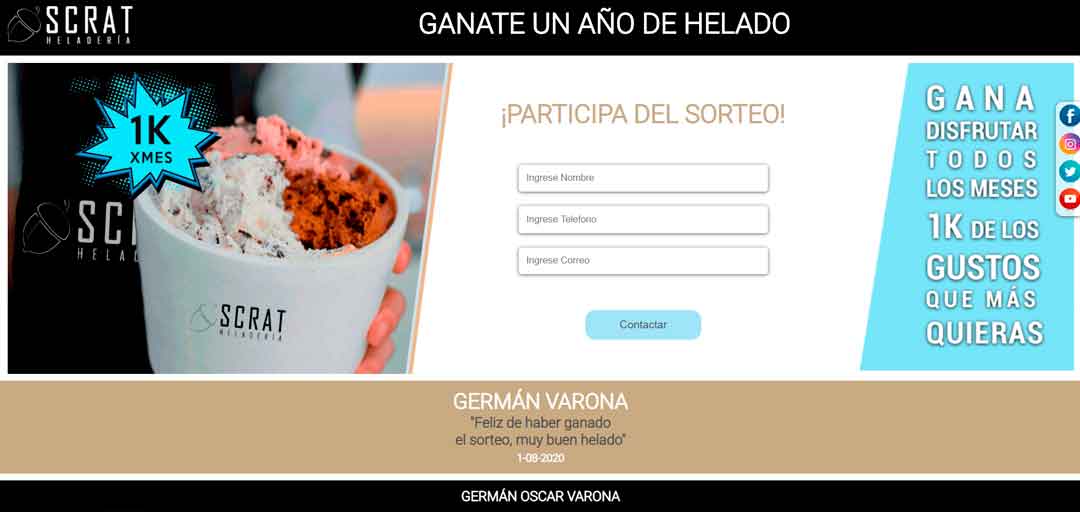 SCRAT
HELADERÍA
GANATE UN AÑO DE HELADO
1K
XMES
SC
HELA
SCRAT
HELADERÍA
¡PARTICIPA DEL SORTEO!
Ingrese Nombre
Ingrese Telefono
Ingrese Correo
Contactar
GANA
DISFRUTAR
TODOS
LOS MESES
1K DE LOS
GUSTOS
QUE MÁS
QUIERAS
GERMÁN VARONA
"Feliz de haber ganado
el sorteo, muy buen helado"
1-08-2020
GERMÁN OSCAR VARONA